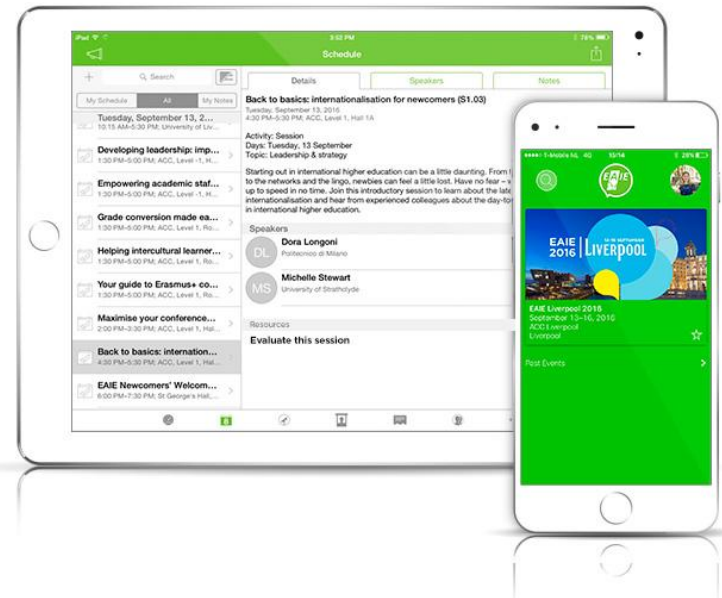 iPad
3:52 PM
76%
Schedule
Search
My Schedule
All
My Notes
Tuesday, September 13, 2...
10:15 AM–5:30 PM; University of Liv...
Developing leadership: imp...
1:30 PM–5:00 PM; ACC, Level -1, H...
Empowering academic staf...
1:30 PM–5:00 PM; ACC, Level -1, H...
Grade conversion made ea...
1:30 PM–5:00 PM; ACC, Level 1, Ro...
Helping intercultural learner...
1:30 PM–5:00 PM; ACC, Level 1, Ro...
Your guide to Erasmus+ co...
1:30 PM–5:00 PM; ACC, Level 1, Ro...
Maximise your conference...
2:00 PM–3:30 PM; ACC, Level 1, Hal...
Back to basics: internation...
4:30 PM–5:30 PM; ACC, Level 1, Hal...
EAIE Newcomers' Welcom...
6:00 PM–7:30 PM; St George's Hall,...
Details
Speakers
Notes
Back to basics: internationalisation for newcomers (S1.03)
Tuesday, September 13, 2016
4:30 PM–5:30 PM; ACC, Level 1, Hall 1A
Activity: Session
Days: Tuesday, 13 September
Topic: Leadership & strategy
Starting out in international higher education can be a little daunting. From
to the networks and the lingo, newbies can feel a little lost. Have no fear –
up to speed in no time. Join this introductory session to learn about the late
internationalisation and hear from experienced colleagues about the day-to
in international higher education.
Speakers
DL
Dora Longoni
Politecnico di Milano
MS
Michelle Stewart
University of Strathclyde
Resources
Evaluate this session
T-Mobile NL 4G
15:14
28%
EAIE
EAIE
2016
LIVERPOOL
13-16 SEPTEMBER
EAIE Liverpool 2016
September 13–16, 2016
ACC Liverpool
Liverpool
Past Events